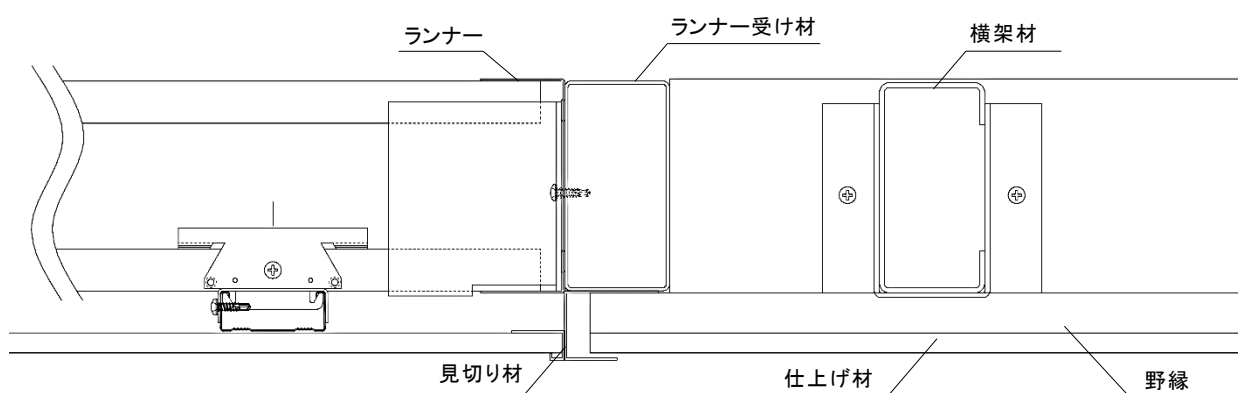 ランナー
ランナー受け材
横架材
見切り材
仕上げ材
野縁